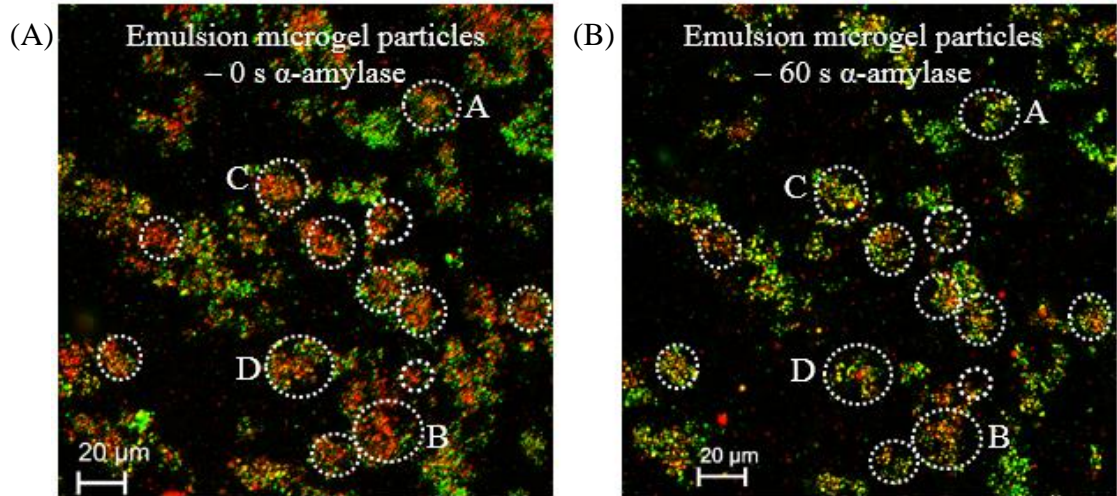 (A)
Emulsion microgel particles
– 0 s α-amylase
A
C
D
B
20 μm
(B)
Emulsion microgel particles
– 60 s α-amylase
A
C
D
B
20 μm